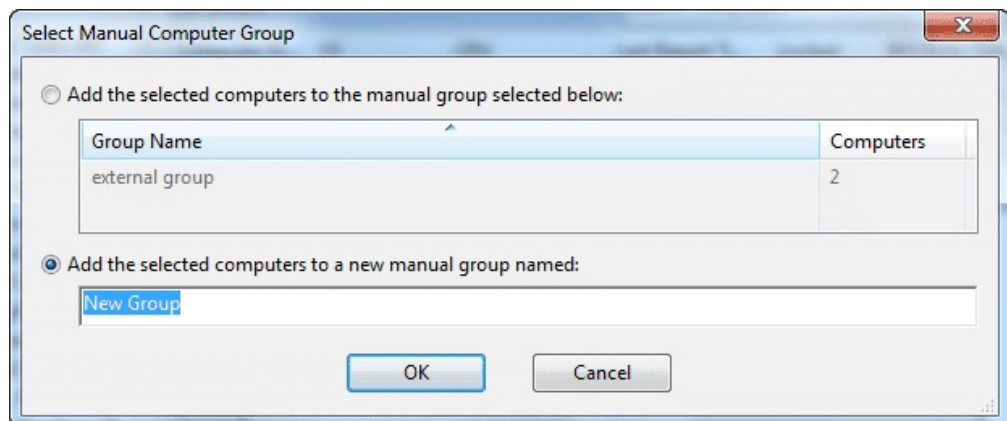 Select Manual Computer Group
Add the selected computers to the manual group selected below:
Group Name Computers
external group 2
Add the selected computers to a new manual group named:
New Group
OK Cancel